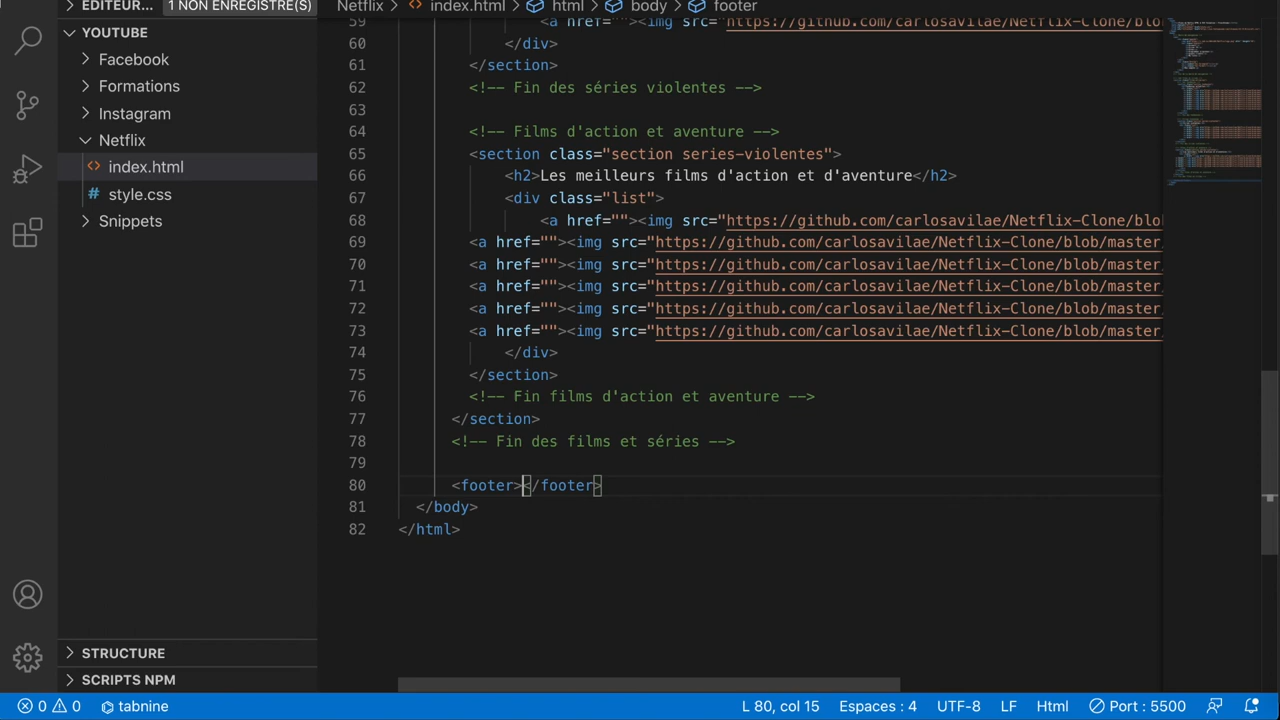 EDITEUR... 1 NON ENREGISTRE(S)
YOUTUBE
Facebook
Formations
Instagram
Netflix
index.html
# style.css
Snippets
STRUCTURE
SCRIPTS NPM
Netflix > index.html > html > body > footer
59 <a href=""><img src="https://github.com/carlosavilae/Netflix-Clone/blo
60 </div>
61 </section>
62 <!-- Fin des séries violentes -->
63
64 <!-- Films d'action et aventure -->
65 <section class="section series-violentes">
66 <h2>Les meilleurs films d'action et d'aventure</h2>
67 <div class="list">
68 <a href=""><img src="https://github.com/carlosavilae/Netflix-Clone/blo
69 <a href=""><img src="https://github.com/carlosavilae/Netflix-Clone/blob/master
70 <a href=""><img src="https://github.com/carlosavilae/Netflix-Clone/blob/master
71 <a href=""><img src="https://github.com/carlosavilae/Netflix-Clone/blob/master
72 <a href=""><img src="https://github.com/carlosavilae/Netflix-Clone/blob/master
73 <a href=""><img src="https://github.com/carlosavilae/Netflix-Clone/blob/master
74 </div>
75 </section>
76 <!-- Fin films d'action et aventure -->
77 </section>
78 <!-- Fin des films et séries -->
79
80 <footer></footer>
81 </body>
82 </html>
0 0 tabnine L 80, col 15 Espaces : 4 UTF-8 LF Html Port : 5500